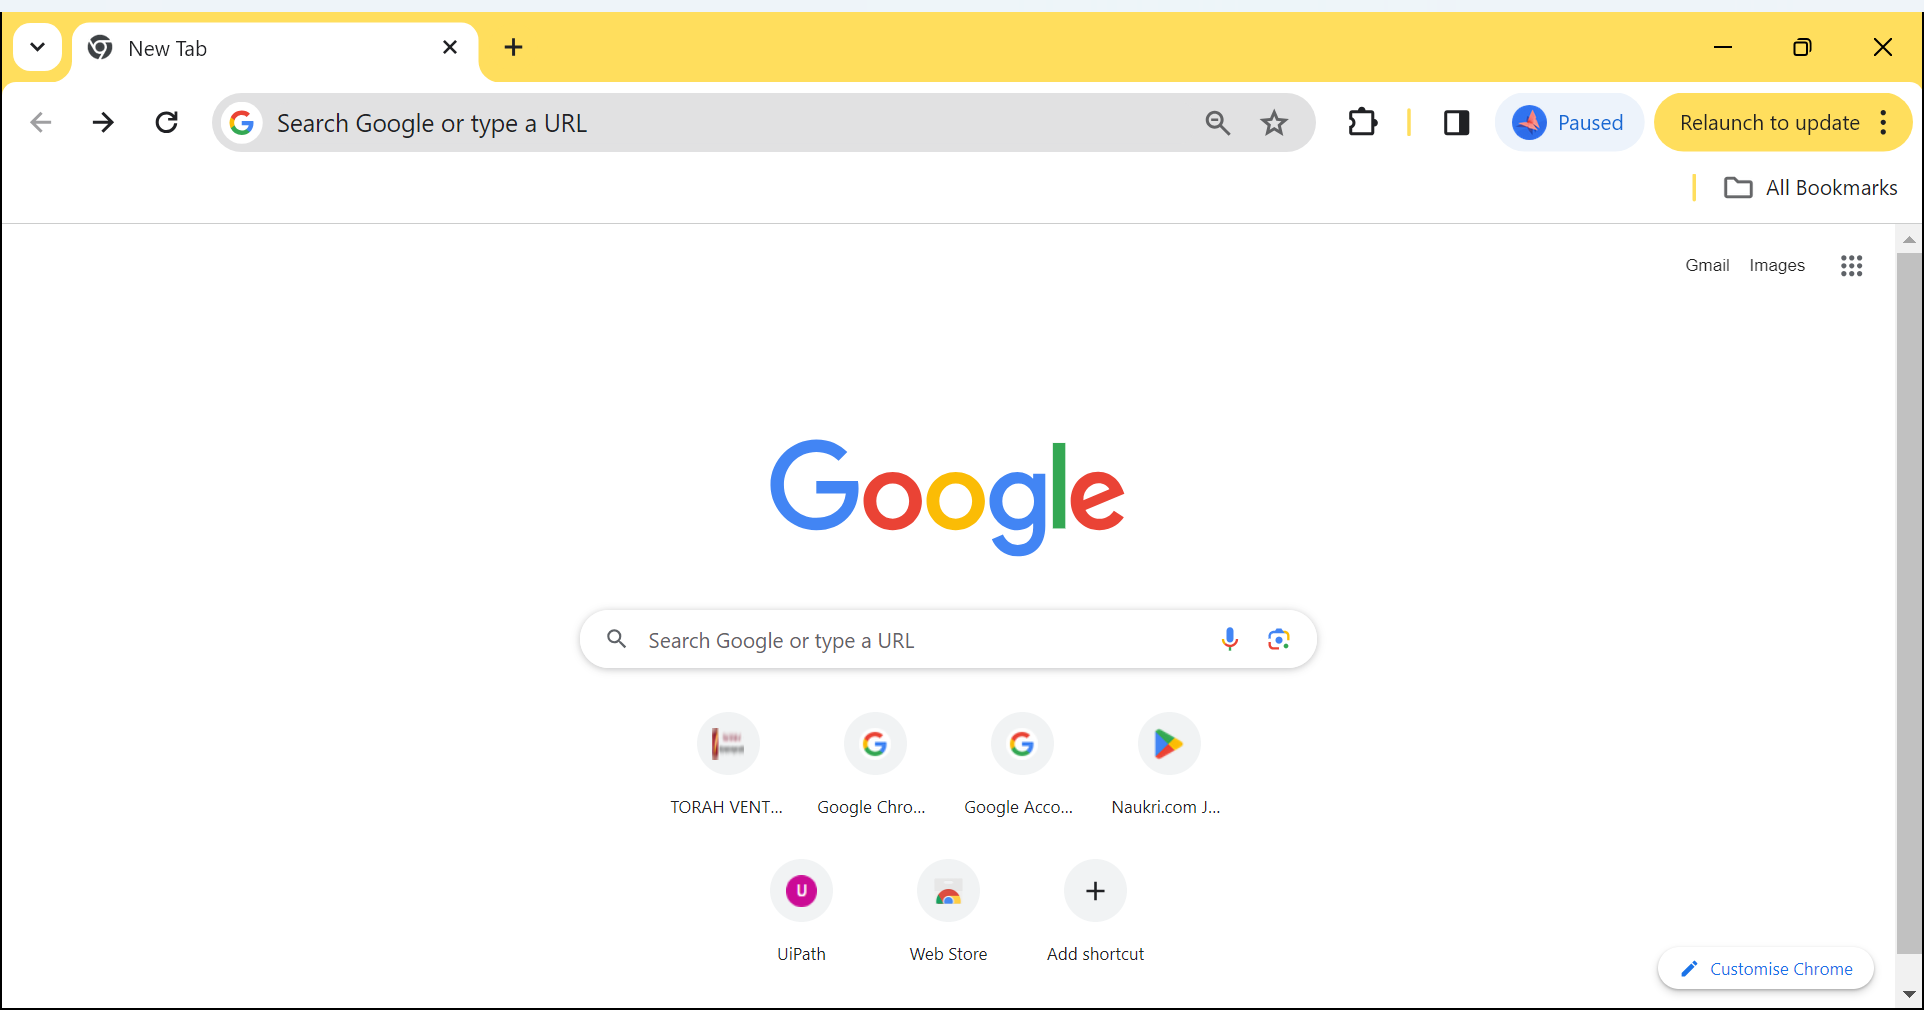 New Tab
Search Google or type a URL
Paused
Relaunch to update
All Bookmarks
Gmail Images
Google
Search Google or type a URL
TORAH VENT... Google Chro... Google Acco... Naukri.com J...
U
UiPath Web Store Add shortcut
Customise Chrome